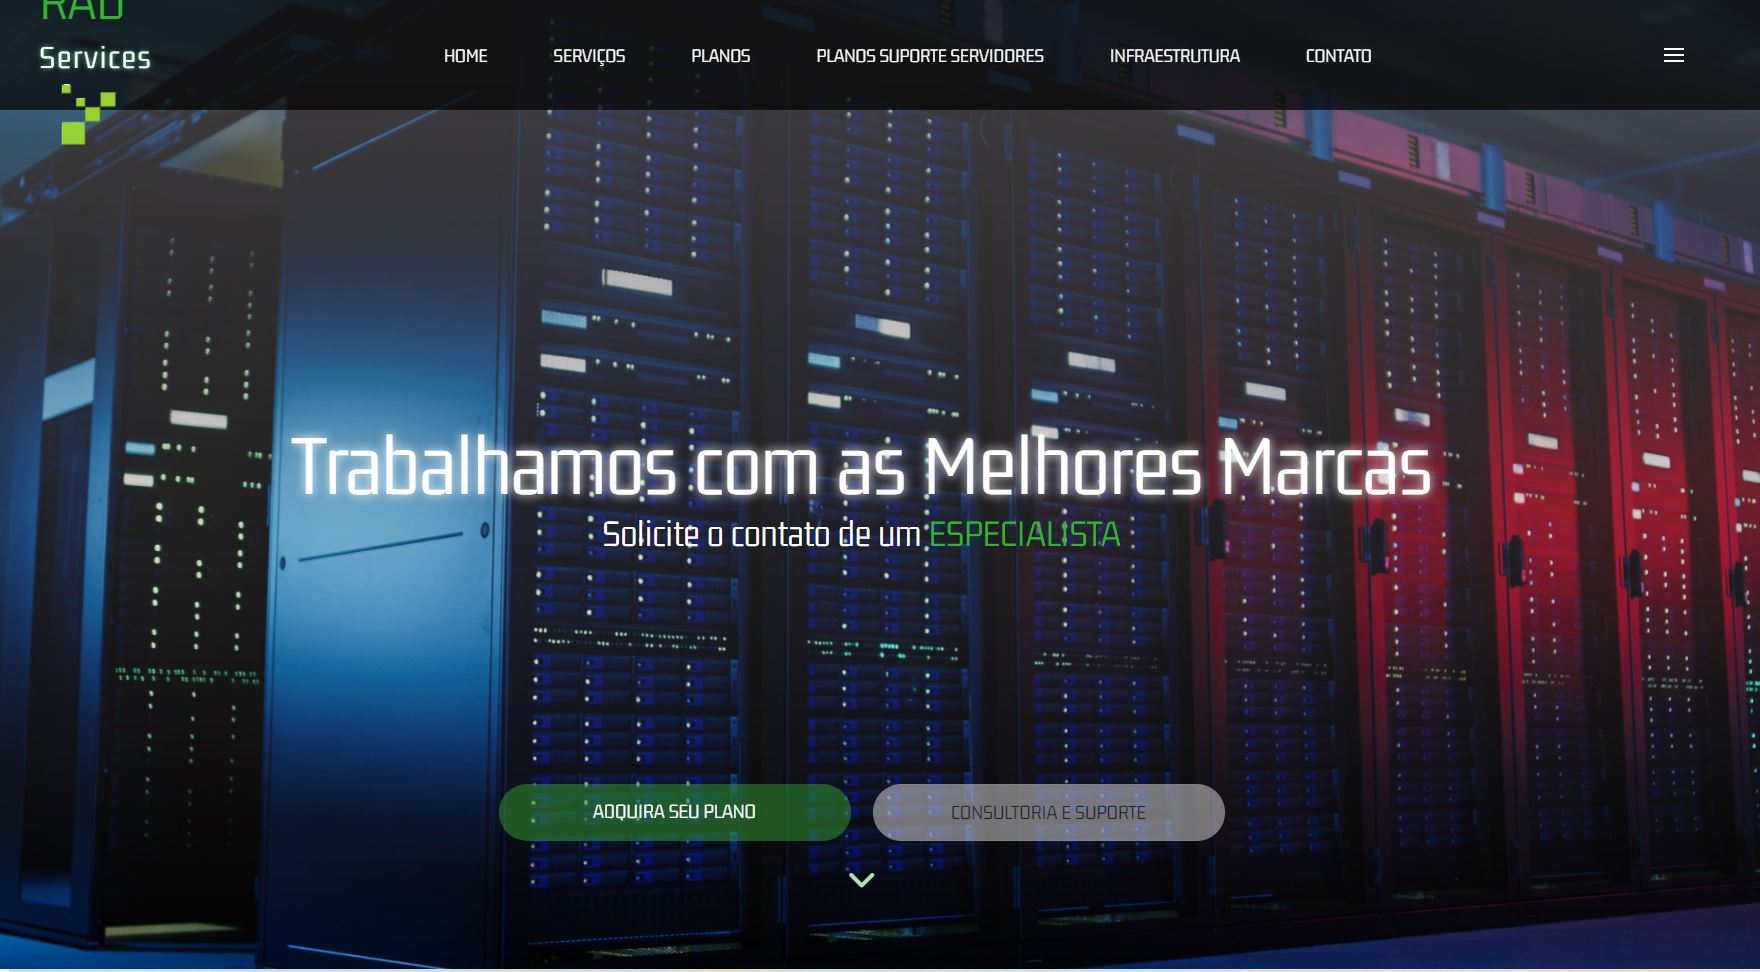 RAD
Services
HOME SERVIÇOS PLANOS PLANOS SUPORTE SERVIDORES INFRAESTRUTURA CONTATO
Trabalhamos com as Melhores Marcas
Solicite o contato de um ESPECIALISTA
ADQUIRA SEU PLANO CONSULTORIA E SUPORTE